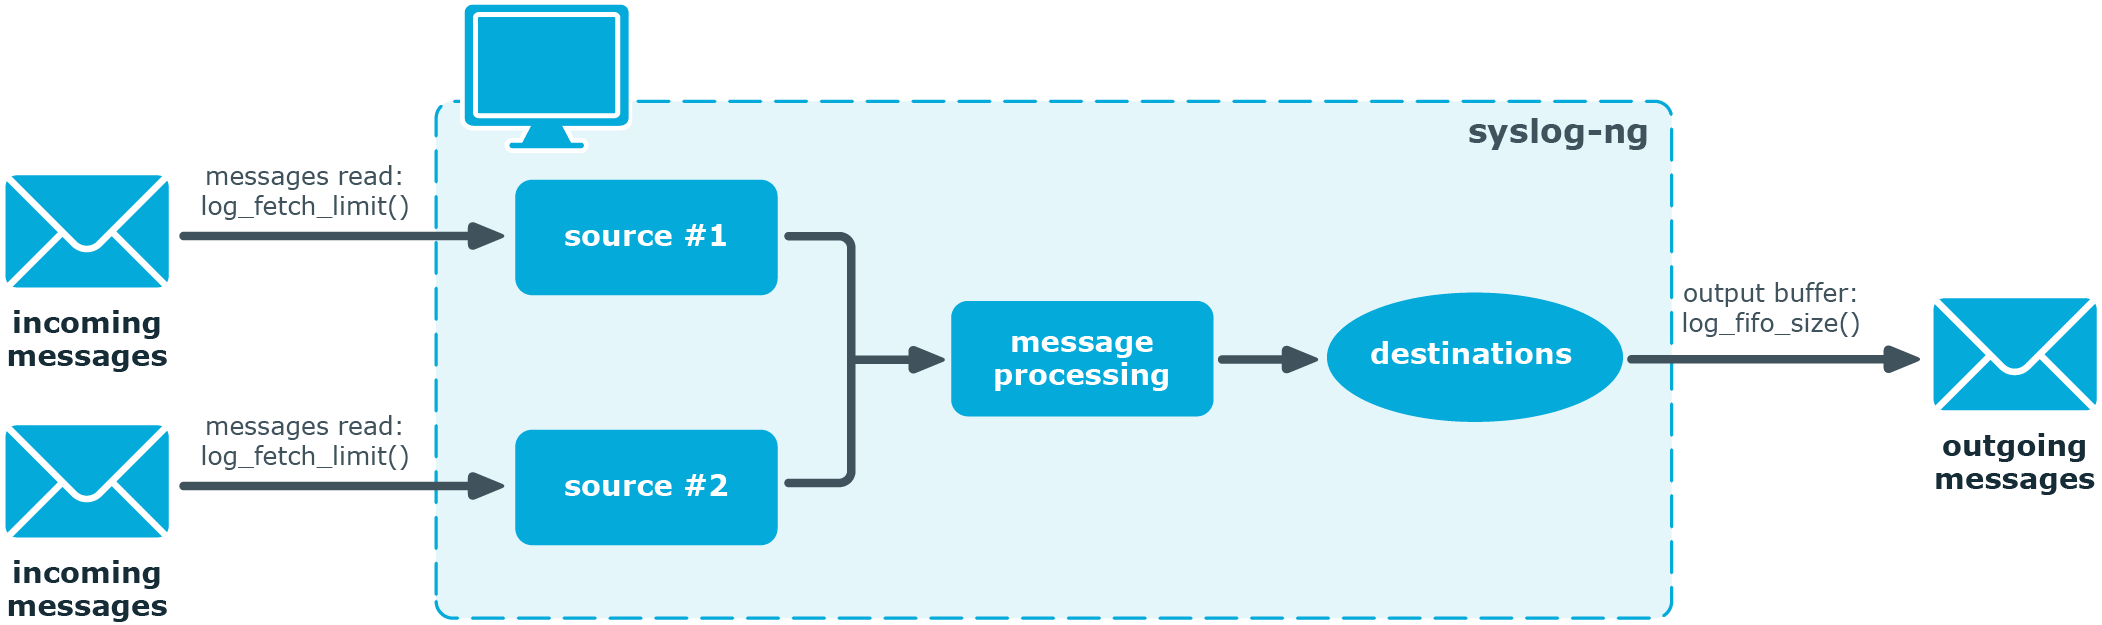 syslog-ng
messages read:
log_fetch_limit()
source #1
incoming
messages
messages read:
log_fetch_limit()
source #2
incoming
messages
message
processing
destinations
output buffer:
log_fifo_size()
outgoing
messages